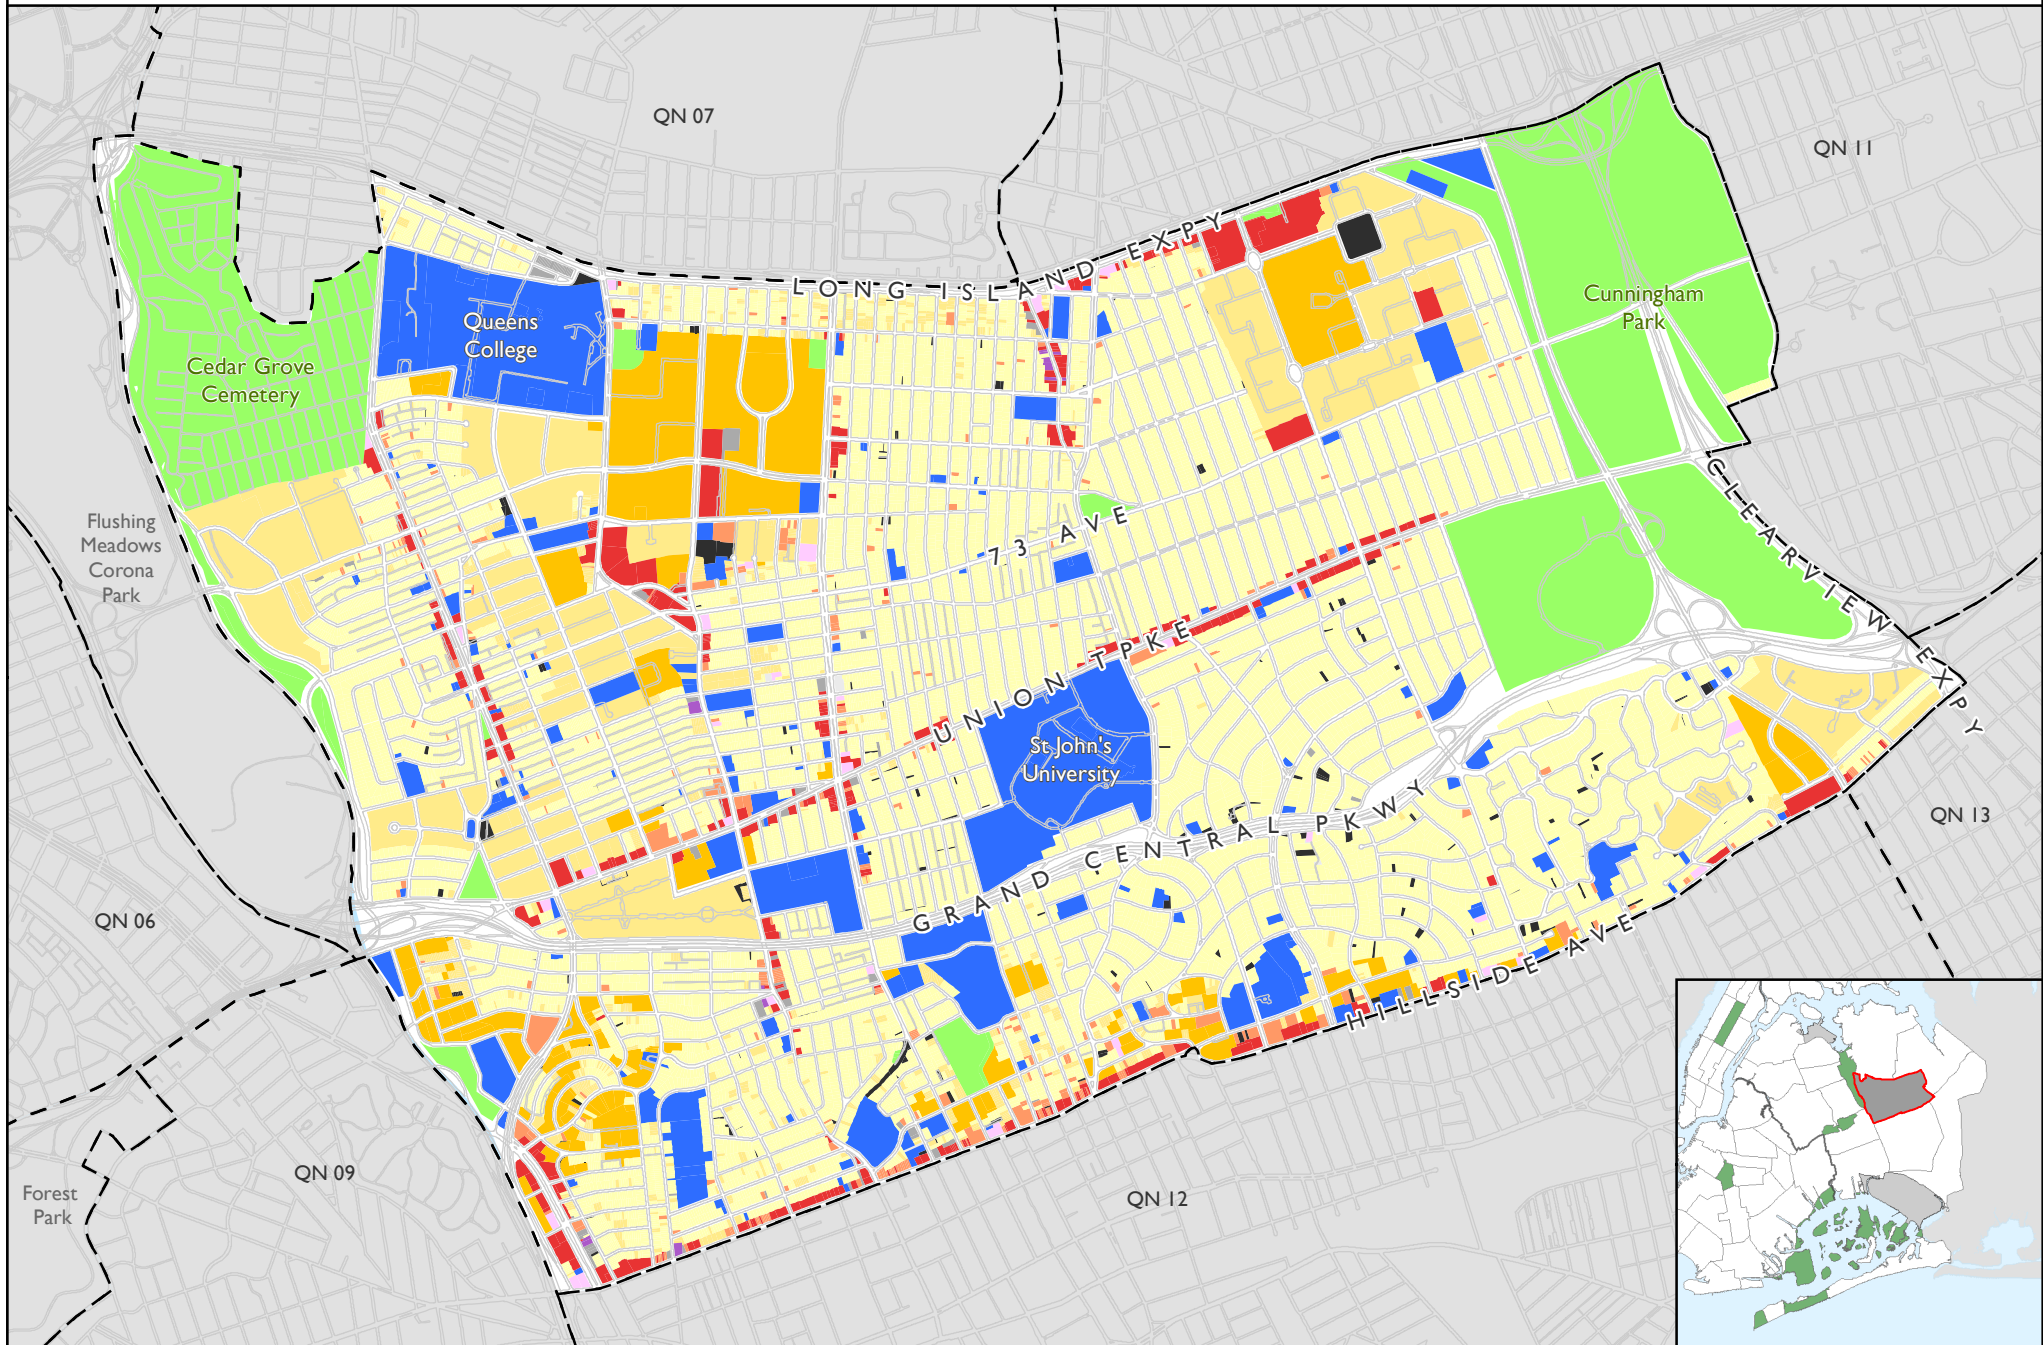 QN 07
QN 11
LONG ISLAND EXPY
Cunningham
Park
Queens
College
Cedar Grove
Cemetery
CLEARVIEW EXPY
Flushing
Meadows
Corona
Park
73 AVE
UNION TPKE
St John's
University
QN 13
GRAND CENTRAL PKWY
QN 06
HILLSIDE AVE
QN 09
QN 12
Forest
Park